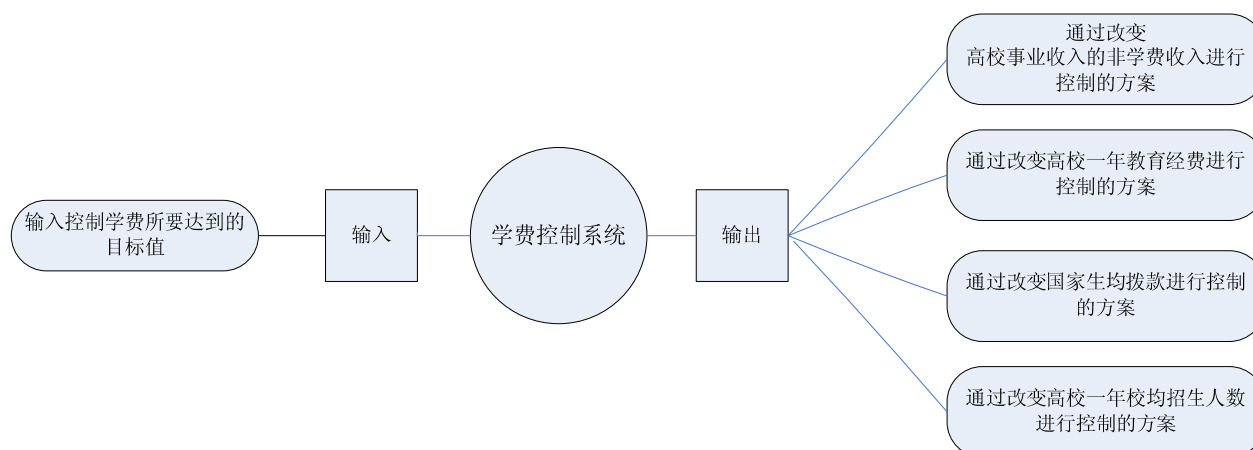 输入控制学费所要达到的
目标值
输入
学费控制系统
输出
通过改变
高校事业收入的非学费收入进行
控制的方案
通过改变高校一年教育经费进行
控制的方案
通过改变国家生均拨款进行控制
的方案
通过改变高校一年校均招生人数
进行控制的方案